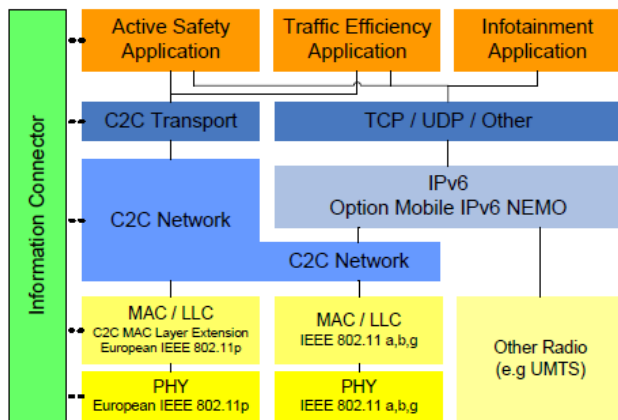 Information Connector
Active Safety
Application
Traffic Efficiency
Application
Infotainment
Application
C2C Transport
TCP / UDP / Other
C2C Network
IPv6
Option Mobile IPv6 NEMO
C2C Network
MAC / LLC
C2C MAC Layer Extension
European IEEE 802.11p
MAC / LLC
IEEE 802.11 a,b,g
Other Radio
(e.g UMTS)
PHY
European IEEE 802.11p
PHY
IEEE 802.11 a,b,g